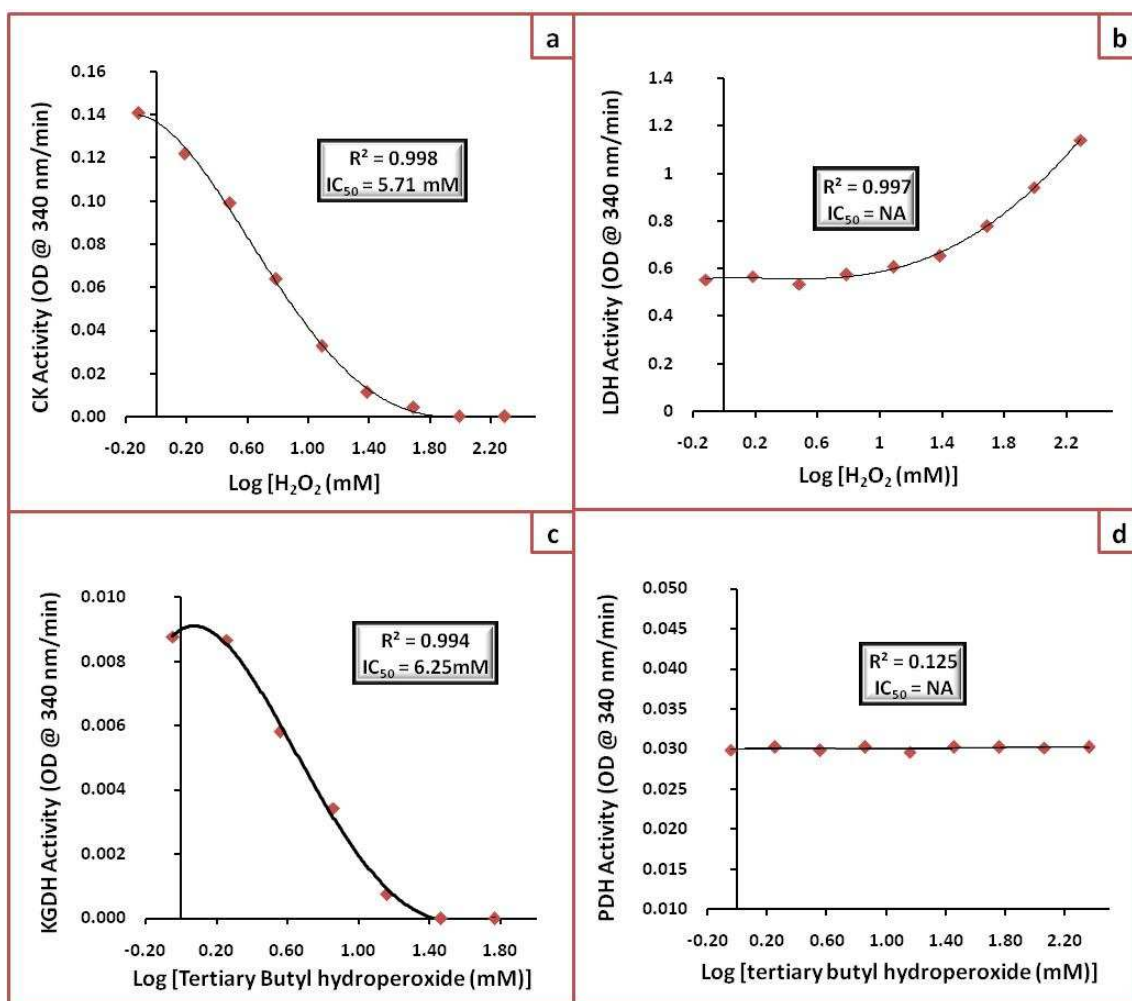 a
CK Activity (OD @ 340 nm/min)
0.16
0.14
0.12
0.10
0.08
0.06
0.04
0.02
0.00
R² = 0.998
IC₅₀ = 5.71 mM
-0.20 0.20 0.60 1.00 1.40 1.80 2.20
Log [H₂O₂ (mM]
b
LDH Activity (OD @ 340 nm/min)
1.4
1.2
1
0.8
0.6
0.4
0.2
0
R² = 0.997
IC₅₀ = NA
-0.2 0.2 0.6 1 1.4 1.8 2.2
Log [H₂O₂ (mM)]
c
KGDH Activity (OD @ 340 nm/min)
0.010
0.008
0.006
0.004
0.002
0.000
R² = 0.994
IC₅₀ = 6.25mM
-0.20 0.20 0.60 1.00 1.40 1.80
Log [Tertiary Butyl hydroperoxide (mM)]
d
PDH Activity (OD @ 340 nm/min)
0.050
0.045
0.040
0.035
0.030
0.025
0.020
0.015
0.010
R² = 0.125
IC₅₀ = NA
-0.20 0.20 0.60 1.00 1.40 1.80 2.20
Log [tertiary butyl hydroperoxide (mM)]